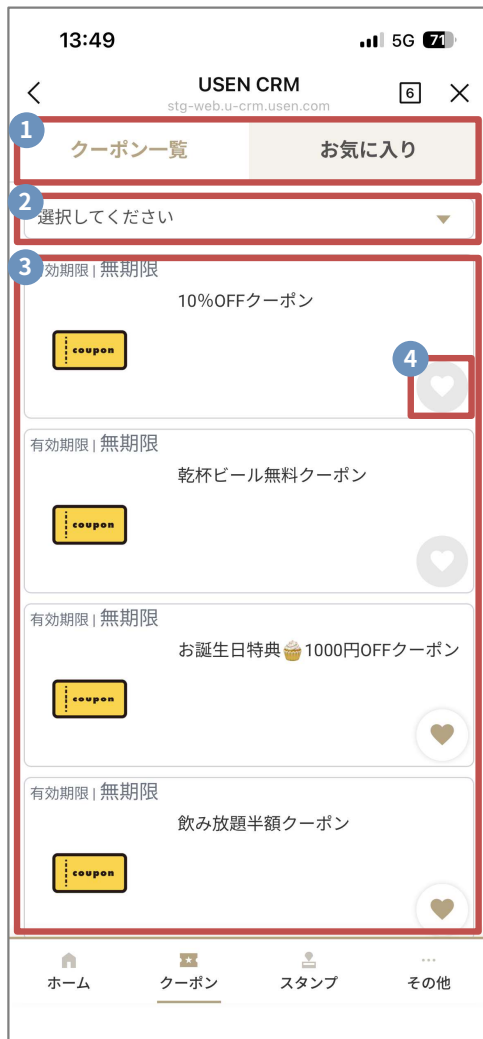 13:49 5G 71
USEN CRM 6
stg-web.u-crm.usen.com
1
クーポン一覧 お気に入り
2
選択してください
3
有効期限 | 無期限
10%OFFクーポン
coupon
4
有効期限 | 無期限
乾杯ビール無料クーポン
coupon
有効期限 | 無期限
お誕生日特典🧁1000円OFFクーポン
coupon
有効期限 | 無期限
飲み放題半額クーポン
coupon
ホーム クーポン スタンプ その他